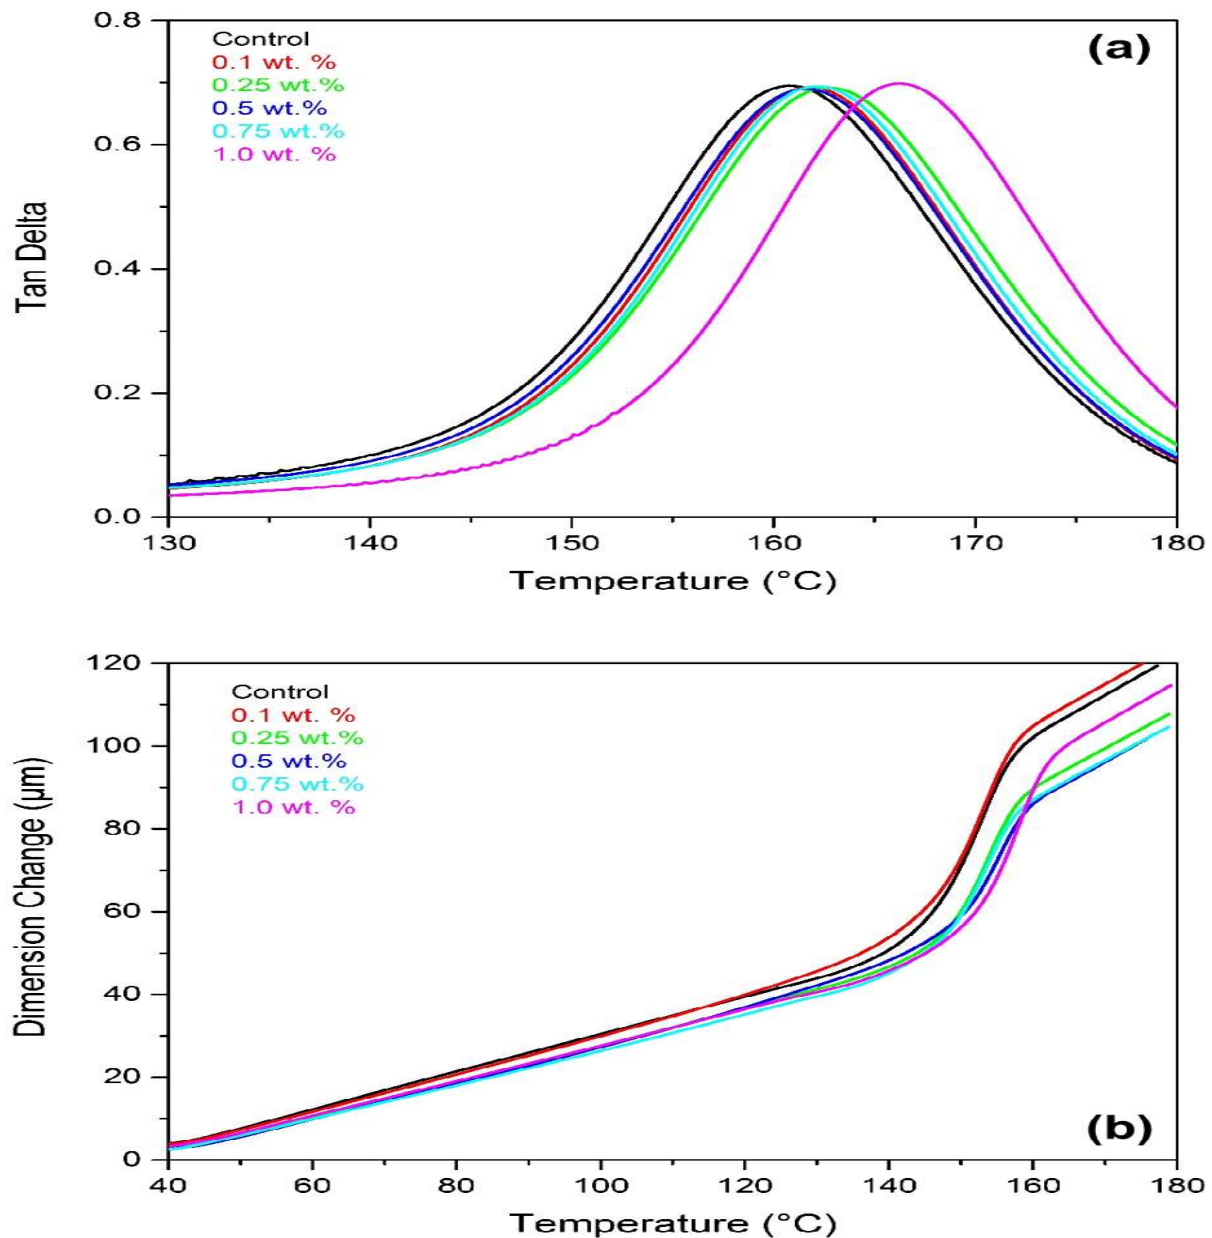 0.8
Control
(a)
0.1 wt. %
0.25 wt.%
0.5 wt.%
0.75 wt.%
1.0 wt. %
0.6
0.4
0.2
0.0
Tan Delta
130 140 150 160 170 180
Temperature (°C)
120
Control
0.1 wt. %
0.25 wt.%
0.5 wt.%
0.75 wt.%
1.0 wt. %
100
80
60
40
20
0
Dimension Change (µm)
(b)
40 60 80 100 120 140 160 180
Temperature (°C)